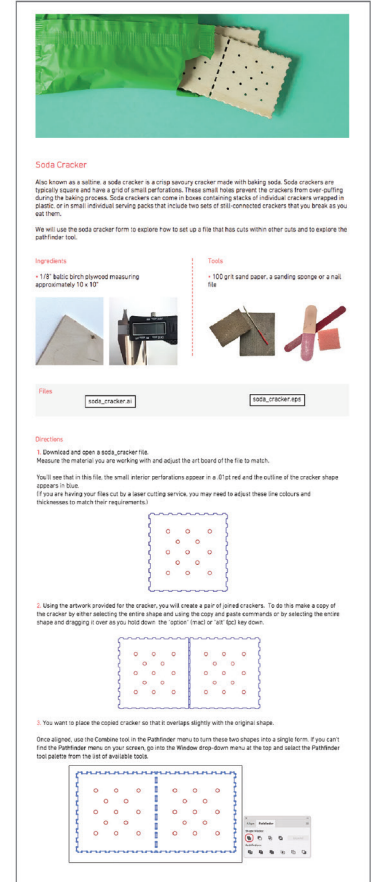 Soda Cracker
Also known as a saltine, a soda cracker is a crisp savoury cracker made with baking soda. Soda crackers are
typically square and have a grid of small perforations. These small holes prevent the crackers from over-puffing
during the baking process. Soda crackers can come in boxes containing stacks of individual crackers wrapped in
plastic, or in small individual serving packs that include two sets of still-connected crackers that you break as you
eat them.
We will use the soda cracker form to explore how to set up a file that has cuts within other cuts and to explore the
pathfinder tool.
Ingredients
• 1/8" baltic birch plywood measuring
approximately 10 x 10"
Tools
• 100 grit sand paper, a sanding sponge or a nail
file
Files
soda_cracker.ai
soda_cracker.eps
Directions
1. Download and open a soda_cracker file.
Measure the material you are working with and adjust the art board of the file to match.
You'll see that in this file, the small interior perforations appear in a .01pt red and the outline of the cracker shape
appears in blue.
(If you are having your files cut by a laser cutting service, you may need to adjust these line colours and
thicknesses to match their requirements.)
2. Using the artwork provided for the cracker, you will create a pair of joined crackers. To do this make a copy of
the cracker by either selecting the entire shape and using the copy and paste commands or by selecting the entire
shape and dragging it over as you hold down the 'option' (mac) or 'alt' (pc) key down.
3. You want to place the copied cracker so that it overlaps slightly with the original shape.
Once aligned, use the Combine tool in the Pathfinder menu to turn these two shapes into a single form. If you can't
find the Pathfinder menu on your screen, go into the Window drop-down menu at the top and select the Pathfinder
tool palette from the list of available tools.
Pathfinder